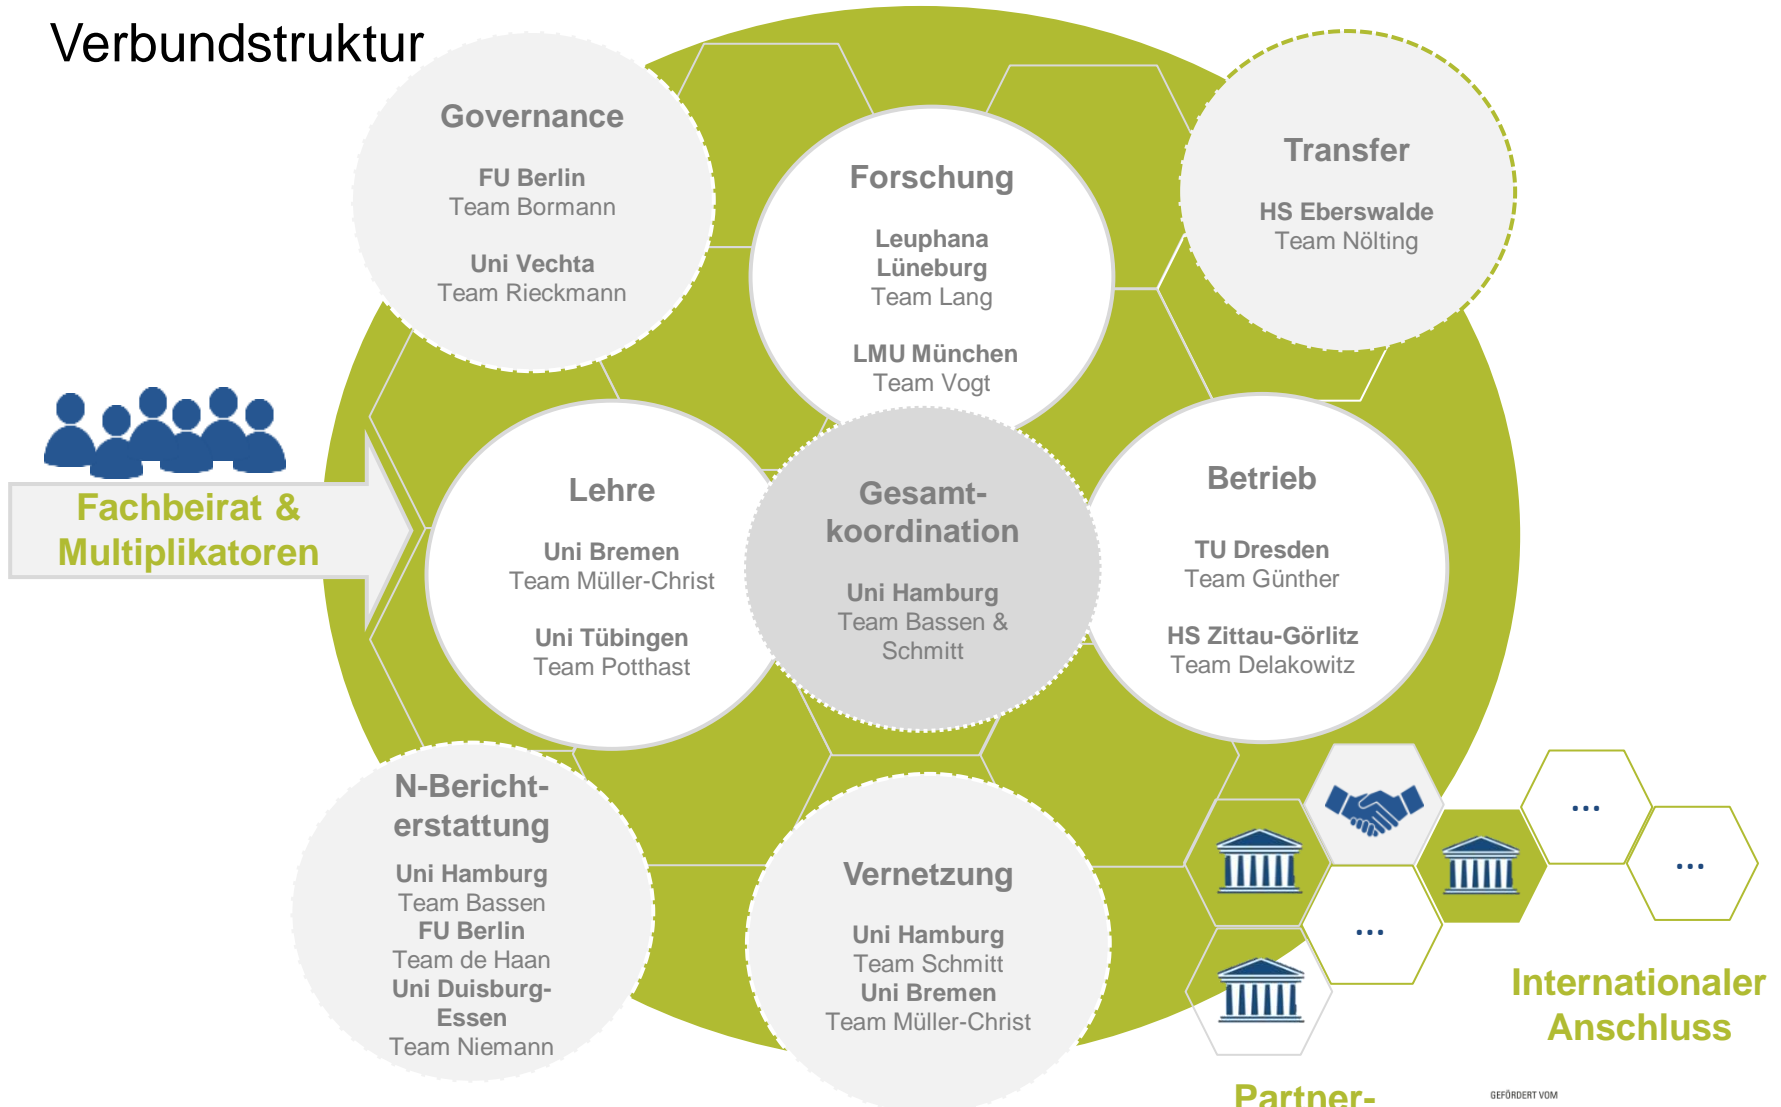 Verbundstruktur
Governance
FU Berlin
Team Bormann
Uni Vechta
Team Rieckmann
Forschung
Leuphana
Lüneburg
Team Lang
LMU München
Team Vogt
Transfer
HS Eberswalde
Team Nölting
Fachbeirat &
Multiplikatoren
Lehre
Uni Bremen
Team Müller-Christ
Uni Tübingen
Team Potthast
Gesamt-
koordination
Uni Hamburg
Team Bassen &
Schmitt
Betrieb
TU Dresden
Team Günther
HS Zittau-Görlitz
Team Delakowitz
N-Bericht-
erstattung
Uni Hamburg
Team Bassen
FU Berlin
Team de Haan
Uni Duisburg-
Essen
Team Niemann
Vernetzung
Uni Hamburg
Team Schmitt
Uni Bremen
Team Müller-Christ
...
...
...
Internationaler
Anschluss
Partner-
GEFÖRDERT VOM